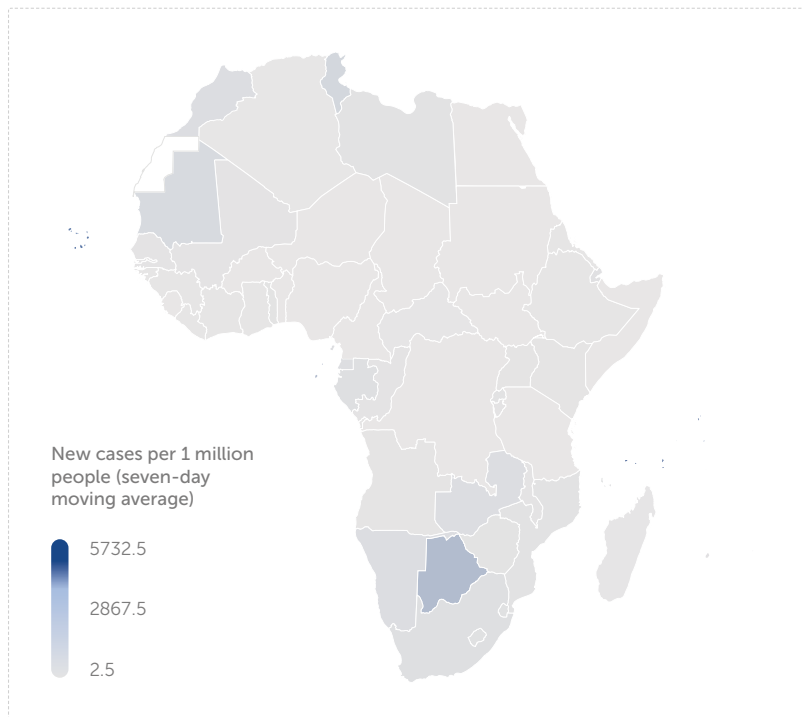 New cases per 1 million
people (seven-day
moving average)
5732.5
2867.5
2.5